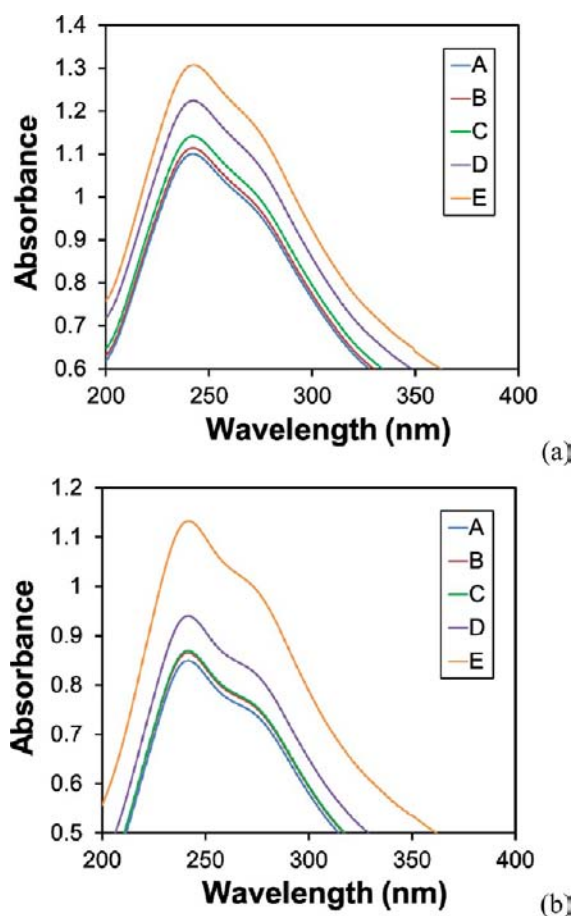 1.4
1.3
1.2
1.1
1
0.9
0.8
0.7
0.6
Absorbance
A
B
C
D
E
200 250 300 350 400
Wavelength (nm)
(a)
1.2
1.1
1
0.9
0.8
0.7
0.6
0.5
Absorbance
A
B
C
D
E
200 250 300 350 400
Wavelength (nm)
(b)